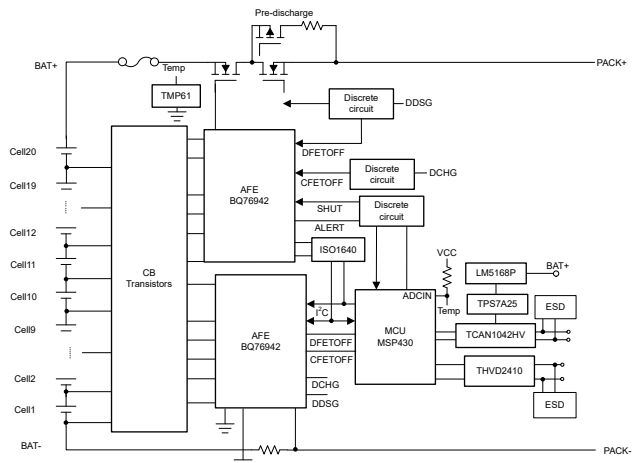 Pre-discharge
BAT+
Temp
PACK+
TMP61
Discrete
circuit
DDSG
Cell20
DFETOFF
Cell19
AFE
BQ76942
CFETOFF
Discrete
circuit
DCHG
SHUT
Discrete
circuit
ALERT
Cell12
ISO1640
VCC
LM5168P
BAT+
Cell11
CB
Transistors
ADCIN
Temp
TPS7A25
ESD
Cell10
I2C
MCU
MSP430
TCAN1042HV
Cell9
AFE
BQ76942
DFETOFF
CFETOFF
THVD2410
Cell2
DCHG
ESD
Cell1
DDSG
BAT-
PACK-